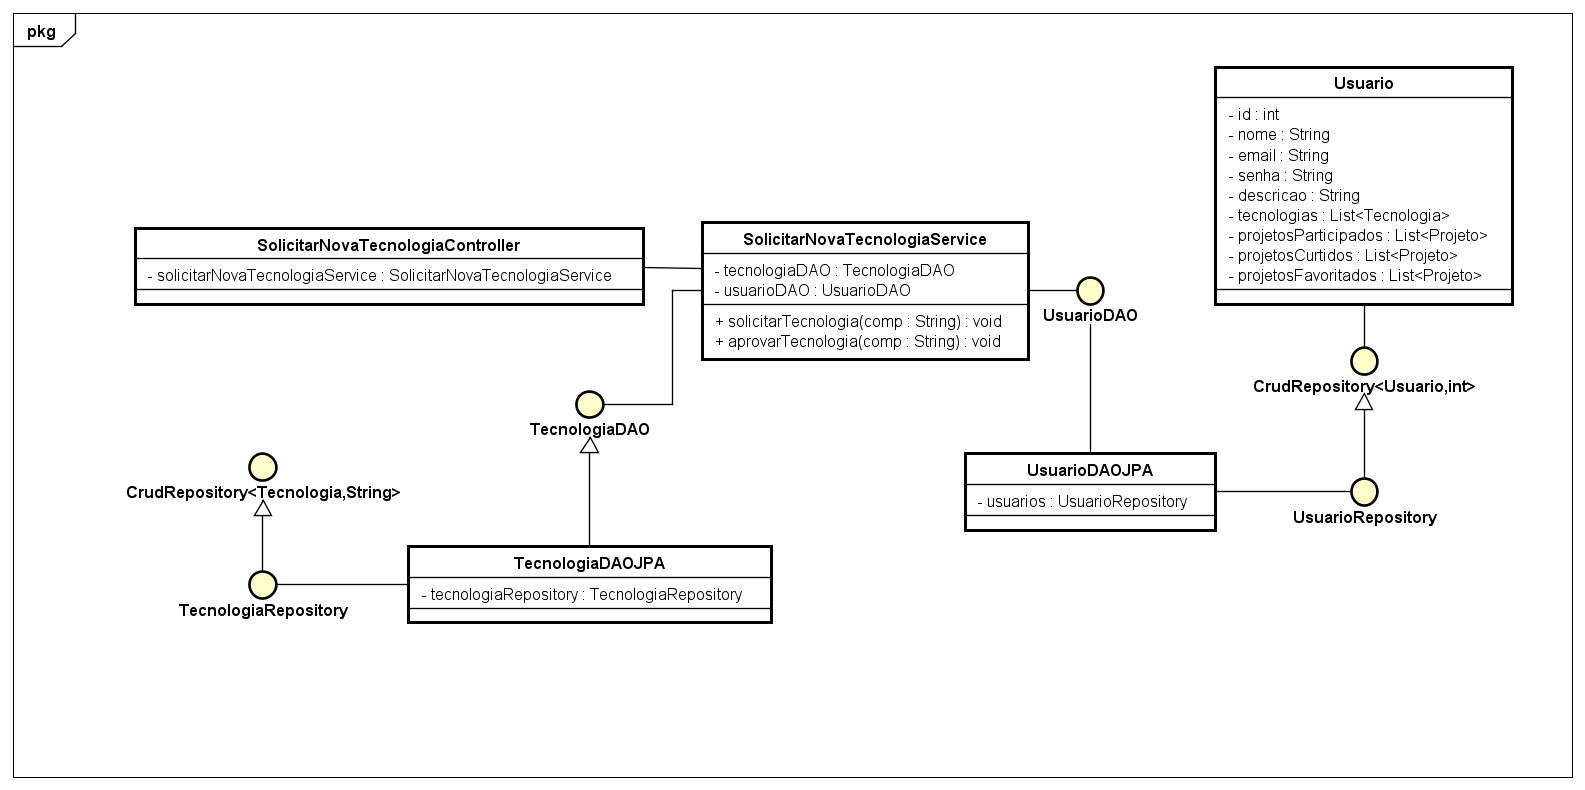 pkg
Usuario
- id : int
- nome : String
- email : String
- senha : String
- descricao : String
- tecnologias : List<Tecnologia>
- projetosParticipados : List<Projeto>
- projetosCurtidos : List<Projeto>
- projetosFavoritados : List<Projeto>
SolicitarNovaTecnologiaController
- solicitarNovaTecnologiaService : SolicitarNovaTecnologiaService
SolicitarNovaTecnologiaService
- tecnologiaDAO : TecnologiaDAO
- usuarioDAO : UsuarioDAO
+ solicitarTecnologia(comp : String) : void
+ aprovarTecnologia(comp : String) : void
UsuarioDAO
CrudRepository<Usuario,int>
TecnologiaDAO
CrudRepository<Tecnologia,String>
UsuarioDAOJPA
- usuarios : UsuarioRepository
UsuarioRepository
TecnologiaDAOJPA
- tecnologiaRepository : TecnologiaRepository
TecnologiaRepository